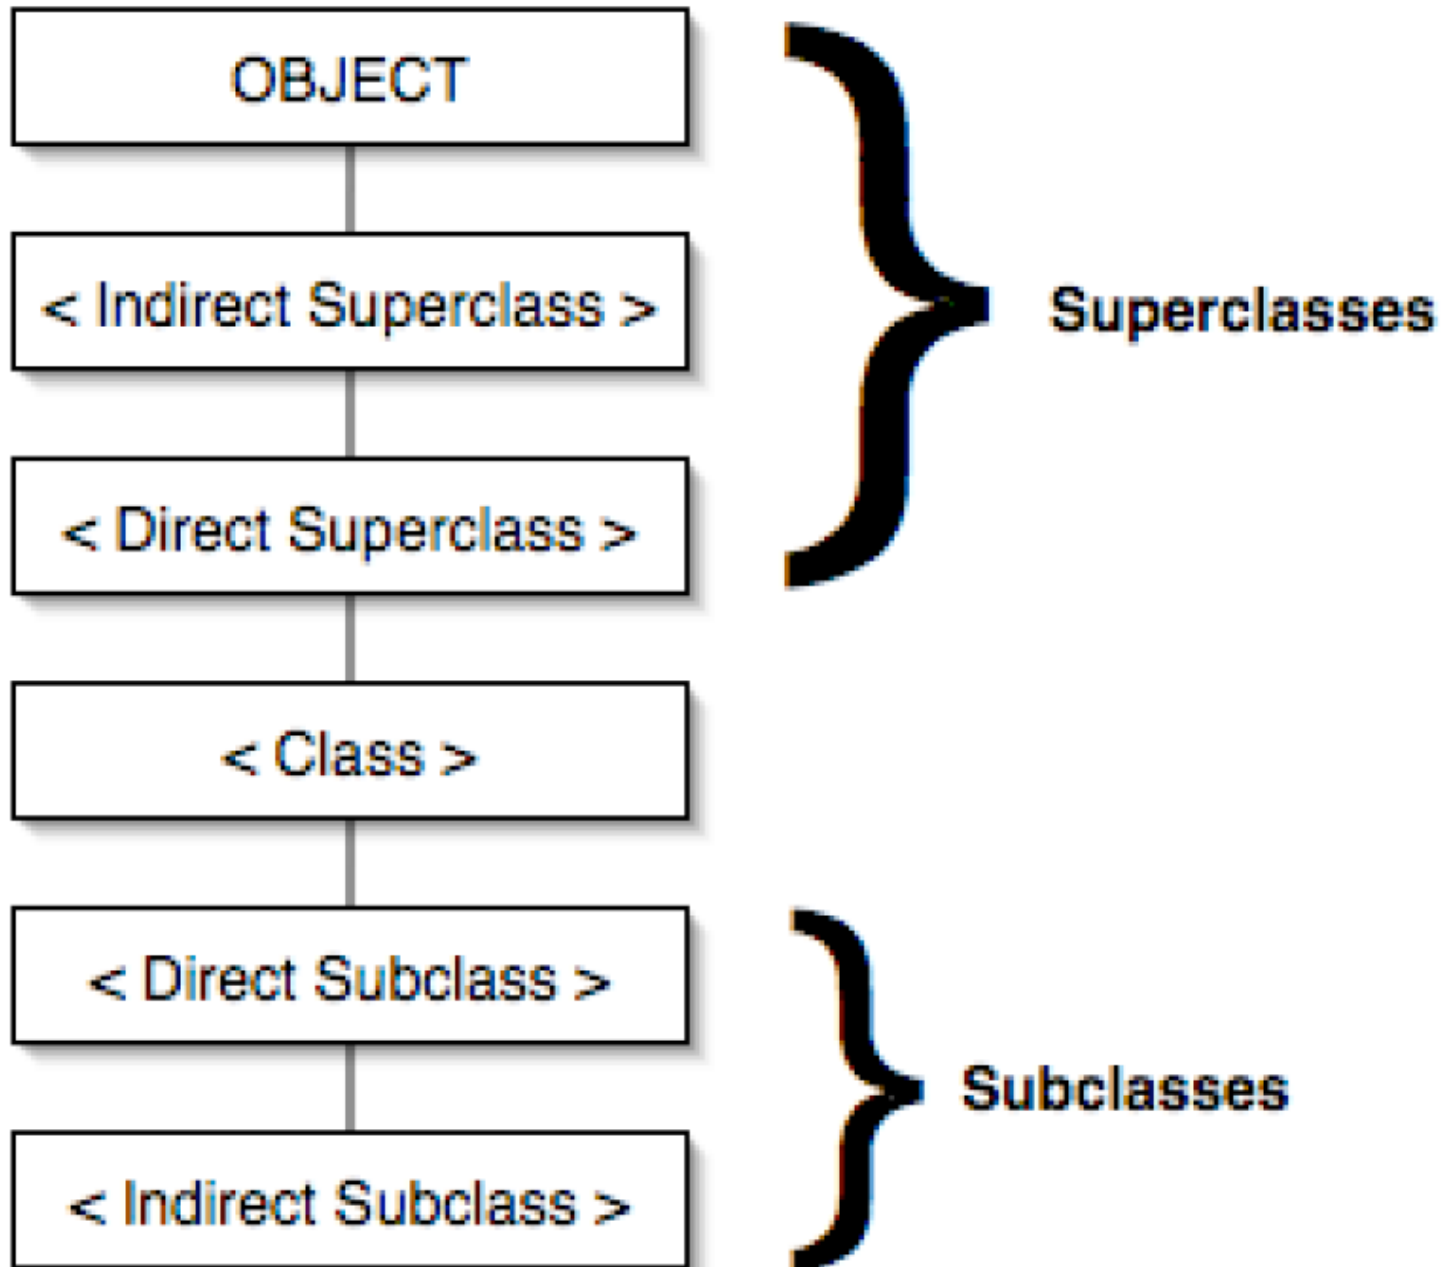 OBJECT
< Indirect Superclass >
Superclasses
< Direct Superclass >
< Class >
< Direct Subclass >
Subclasses
< Indirect Subclass >